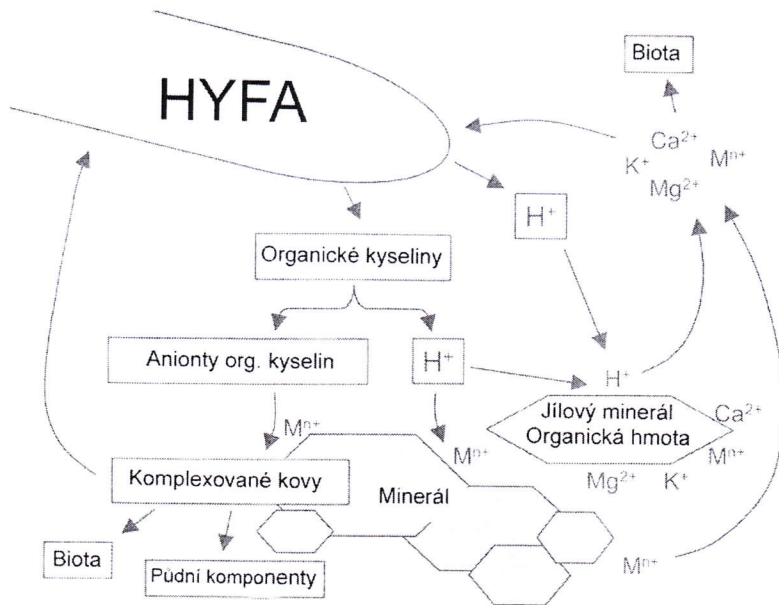 Biota
HYFA
Ca²⁺
K⁺
Mⁿ⁺
Mg²⁺
H⁺
Organické kyseliny
Anionty org. kyselin
H⁺
H⁺
Jílový minerál
Organická hmota
Ca²⁺
Mⁿ⁺
Mg²⁺
K⁺
Mⁿ⁺
Mⁿ⁺
Komplexované kovy
Minerál
Mⁿ⁺
Biota
Půdní komponenty